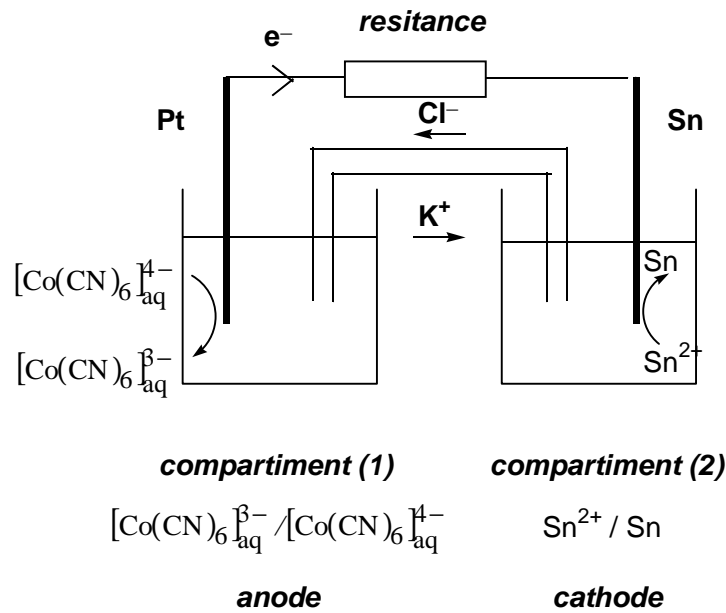 resitance
e⁻
Pt
Cl⁻
Sn
K⁺
[Co(CN)₆]⁴⁻aq
Sn
[Co(CN)₆]³⁻aq
Sn²⁺
compartiment (1)
compartiment (2)
[Co(CN)₆]³⁻aq /[Co(CN)₆]⁴⁻aq
Sn²⁺ / Sn
anode
cathode